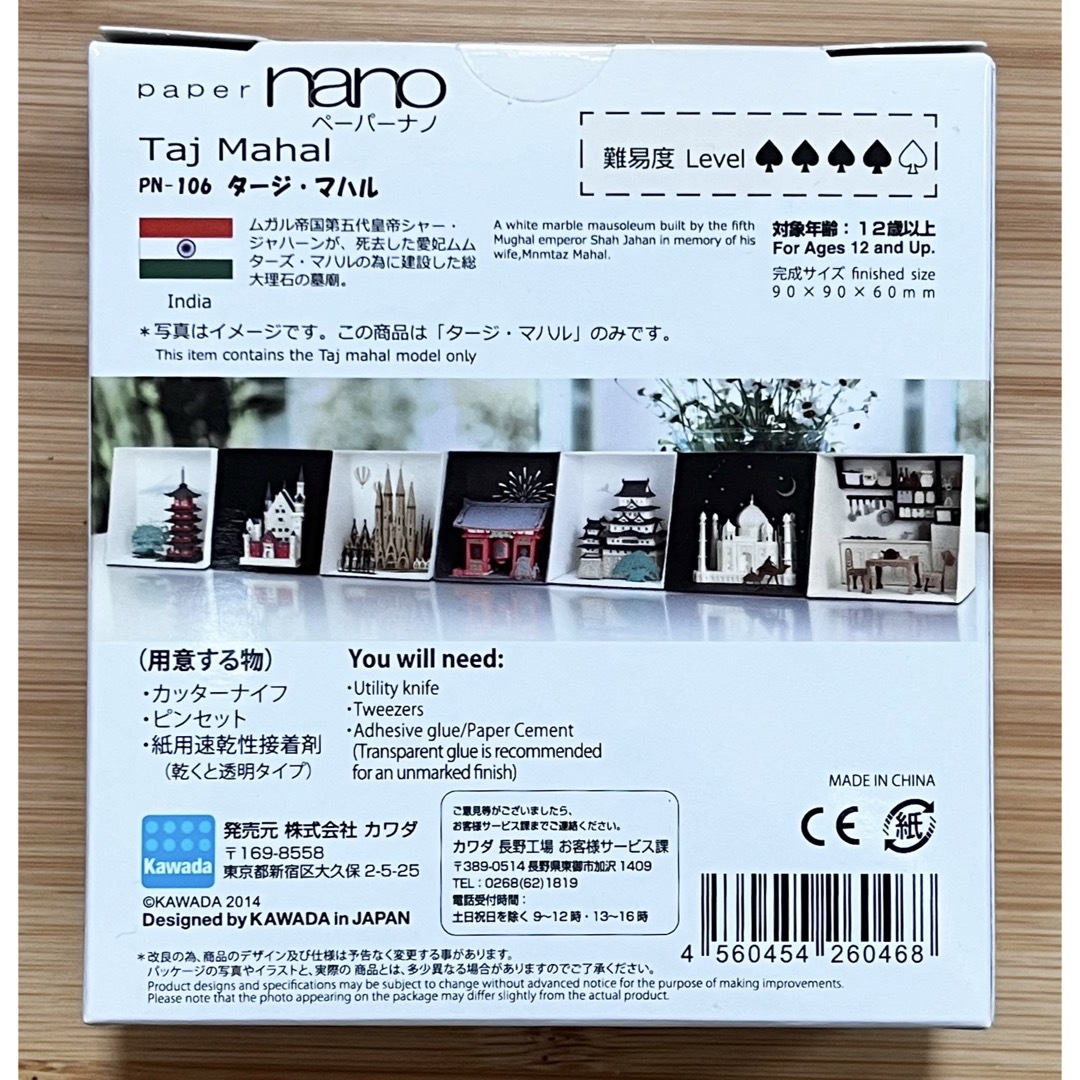 paper nano
ペーパーナノ
Taj Mahal
PN-106 タージ・マハル
難易度 Level
India
ムガル帝国第五代皇帝シャー・
ジャハーンが、死去した愛妃ムム
ターズ・マハルの為に建設した総
大理石の墓廟。
A white marble mausoleum built by the fifth
Mughal emperor Shah Jahan in memory of his
wife,Mnmtaz Mahal.
対象年齢：12歳以上
For Ages 12 and Up.
完成サイズ finished size
90×90×60mm
*写真はイメージです。この商品は「タージ・マハル」のみです。
This item contains the Taj mahal model only
(用意する物)
・カッターナイフ
・ピンセット
・紙用速乾性接着剤
(乾くと透明タイプ)
You will need:
・Utility knife
・Tweezers
・Adhesive glue/Paper Cement
(Transparent glue is recommended
for an unmarked finish)
MADE IN CHINA
CE
紙
Kawada
発売元 株式会社 カワダ
〒169-8558
東京都新宿区大久保 2-5-25
©KAWADA 2014
Designed by KAWADA in JAPAN
ご意見等がございましたら、
お客様サービス課までご連絡ください。
カワダ 長野工場 お客様サービス課
〒389-0514 長野県東御市加沢 1409
TEL：0268(62)1819
電話受付時間：
土日祝日を除く 9〜12時・13〜16時
4 560454 260468
*改良の為、商品のデザイン及び仕様は予告なく変更する事があります。
パッケージの写真やイラストと、実際の 商品とは、多少異なる場合がありますのでご了承ください。
Product designs and specifications may be subject to change without advanced notice for the purpose of making improvements.
Please note that the photo appearing on the package may differ slightly from the actual product.